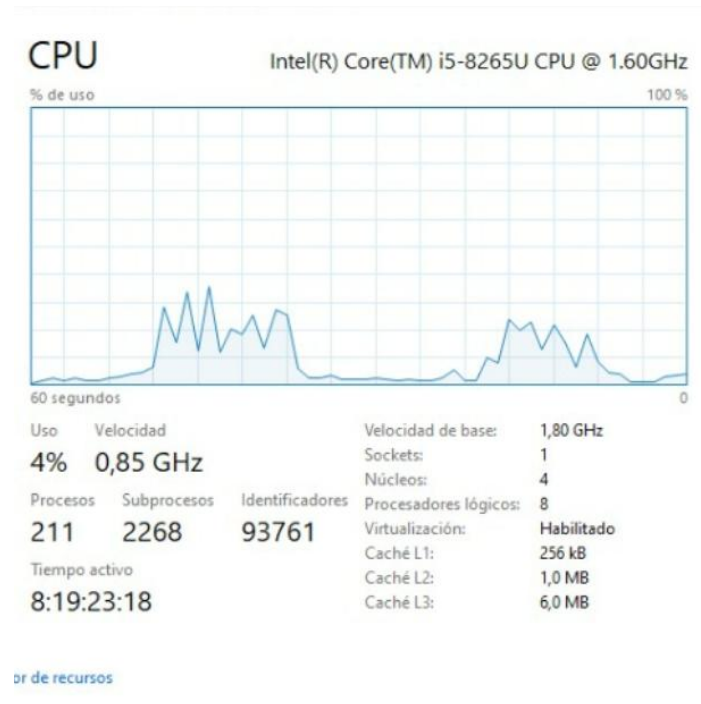 CPU Intel(R) Core(TM) i5-8265U CPU @ 1.60GHz
% de uso 100 %
60 segundos 0
Uso Velocidad
4% 0,85 GHz
Procesos Subprocesos Identificadores
211 2268 93761
Tiempo activo
8:19:23:18
Velocidad de base: 1,80 GHz
Sockets: 1
Núcleos: 4
Procesadores lógicos: 8
Virtualización: Habilitado
Caché L1: 256 kB
Caché L2: 1,0 MB
Caché L3: 6,0 MB
or de recursos